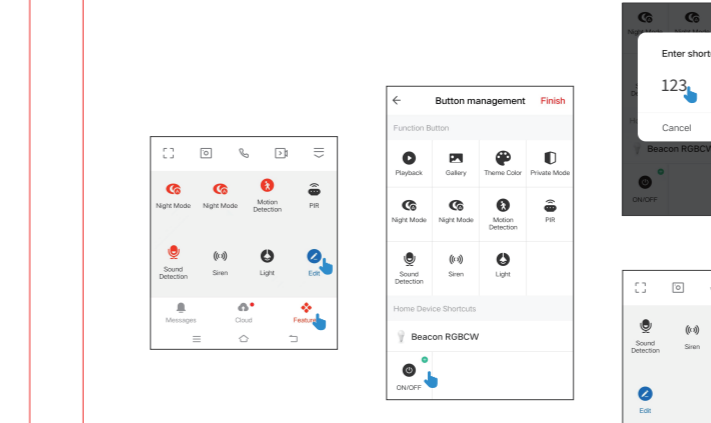 Night Mode Night Mode Motion Detection PIR
Sound Detection Siren Light Edit
Messages Cloud Feature
Button management Finish
Function Button
Playback Gallery Theme Color Private Mode
Night Mode Night Mode Motion Detection PIR
Sound Detection Siren Light
Home Device Shortcuts
Beacon RGBCW
ON/OFF
Enter short
123
Cancel
Beacon RGBCW
ON/OFF
Sound Detection Siren
Edit